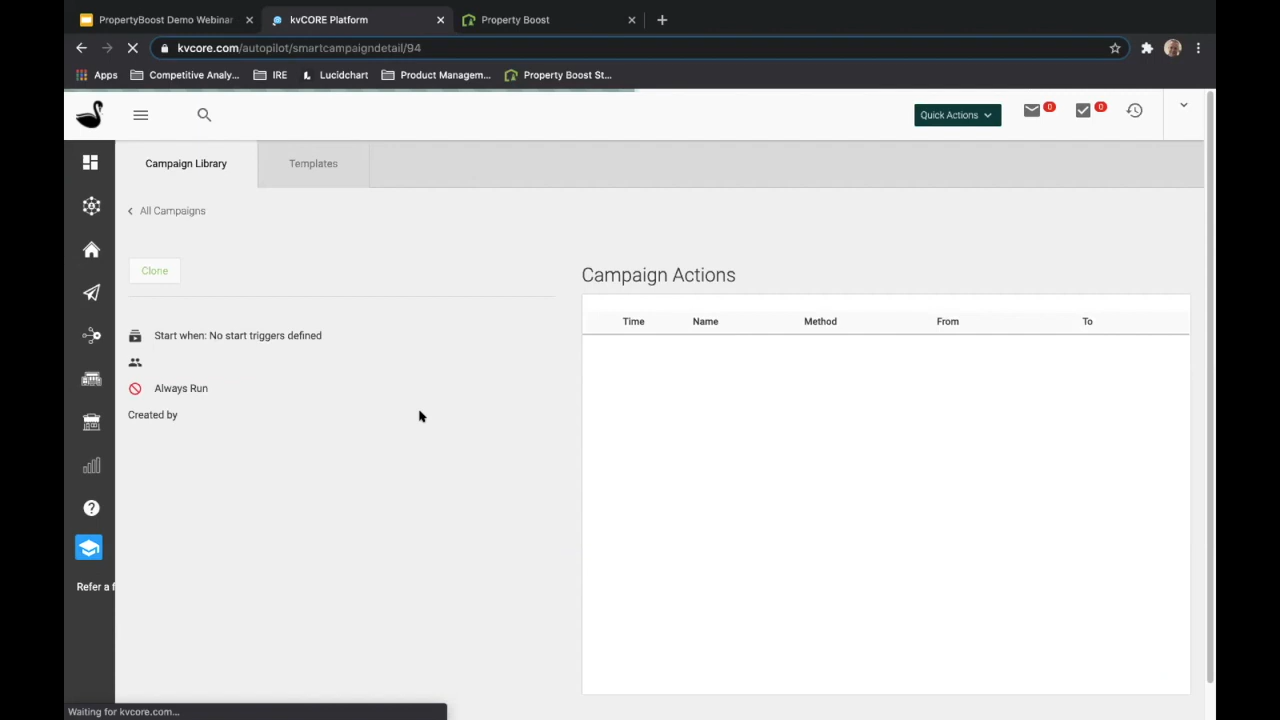 PropertyBoost Demo Webinar
kvCORE Platform
Property Boost
kvcore.com/autopilot/smartcampaigndetail/94
Apps
Competitive Analy...
IRE
Lucidchart
Product Managem...
Property Boost St...
Quick Actions
0
0
Campaign Library
Templates
All Campaigns
Clone
Campaign Actions
Time
Name
Method
From
To
Start when: No start triggers defined
Always Run
Created by
Refer a f
Waiting for kvcore.com...